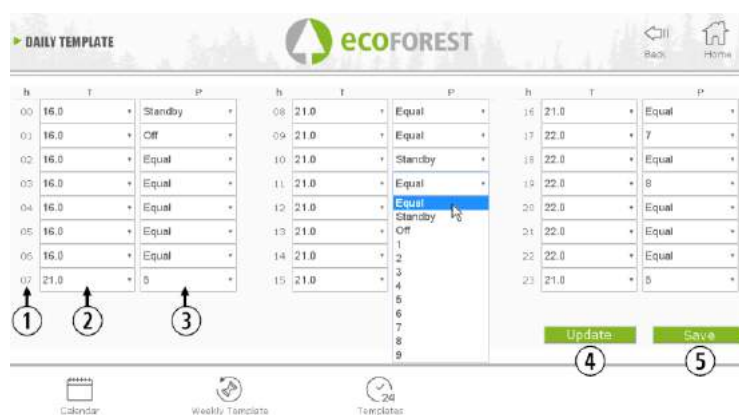 DAILY TEMPLATE
ecoFOREST
Back
Home
h T P h T P h T P
00 16.0 Standby 08 21.0 Equal 16 21.0 Equal
01 16.0 Off 09 21.0 Equal 17 22.0 7
02 16.0 Equal 10 21.0 Standby 18 22.0 Equal
03 16.0 Equal 11 21.0 Equal 19 22.0 8
04 16.0 Equal 12 21.0 Equal 20 22.0 Equal
05 16.0 Equal 13 21.0 Standby 21 22.0 Equal
06 16.0 Equal 14 21.0 Off 22 22.0 Equal
07 21.0 5 15 21.0 1 23 21.0 5
2
3
4
5
6
7
8
9
1
2
3
Update
Save
4
5
Calendar
Weekly Template
24
Templates